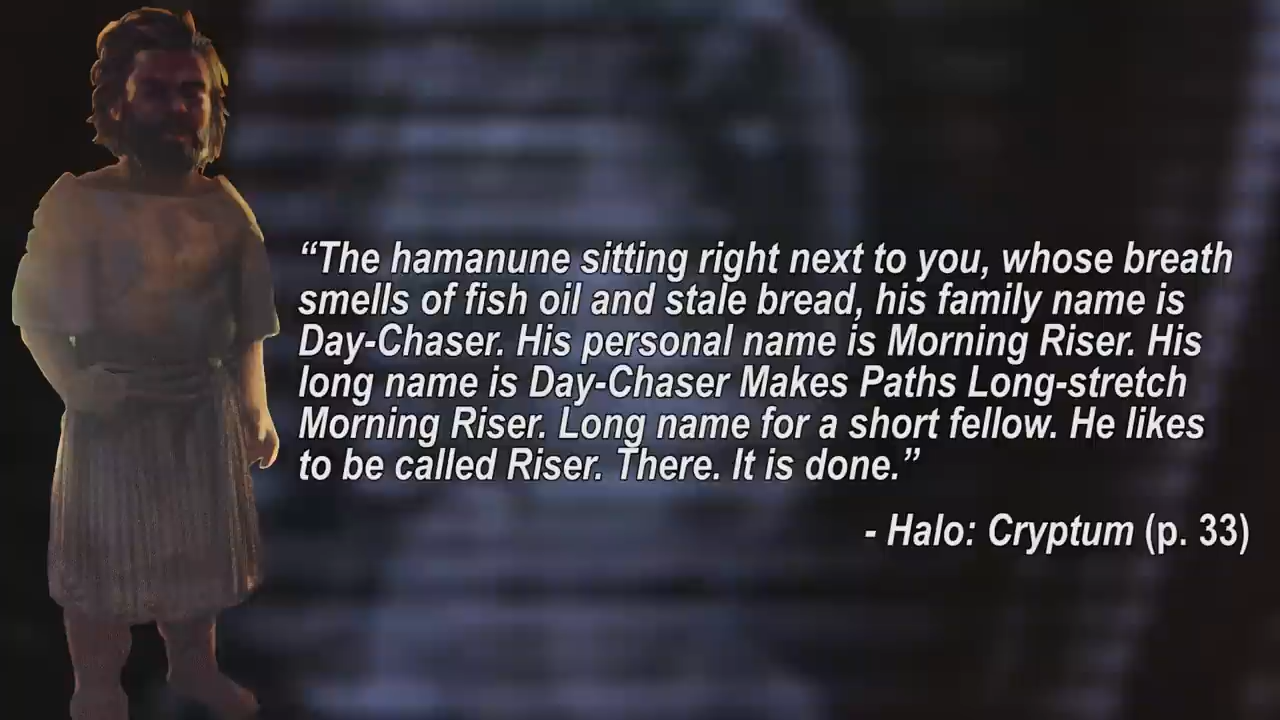 “The hamanune sitting right next to you, whose breath
smells of fish oil and stale bread, his family name is
Day-Chaser. His personal name is Morning Riser. His
long name is Day-Chaser Makes Paths Long-stretch
Morning Riser. Long name for a short fellow. He likes
to be called Riser. There. It is done.”
- Halo: Cryptum (p. 33)